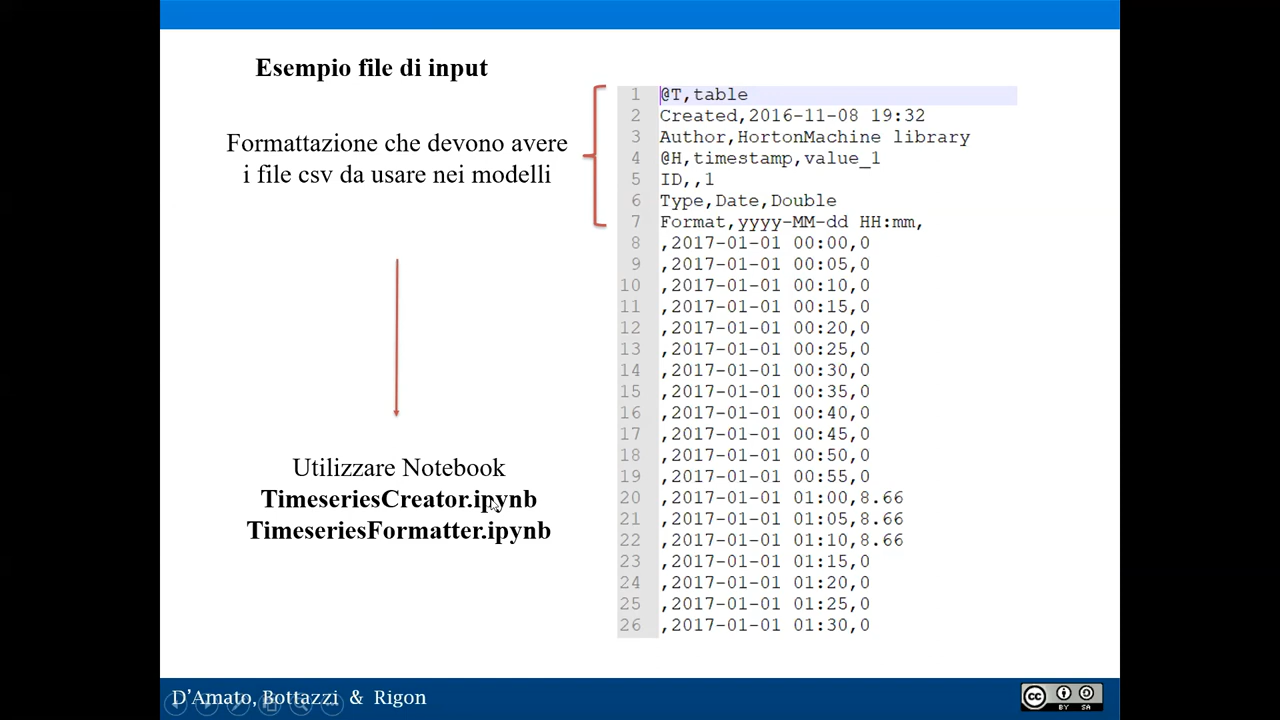 Esempio file di input
Formattazione che devono avere
i file csv da usare nei modelli
Utilizzare Notebook
TimeseriesCreator.ipynb
TimeseriesFormatter.ipynb
1 @T,table
2 Created,2016-11-08 19:32
3 Author,HortonMachine library
4 @H,timestamp,value_1
5 ID,,1
6 Type,Date,Double
7 Format,yyyy-MM-dd HH:mm,
8 ,2017-01-01 00:00,0
9 ,2017-01-01 00:05,0
10 ,2017-01-01 00:10,0
11 ,2017-01-01 00:15,0
12 ,2017-01-01 00:20,0
13 ,2017-01-01 00:25,0
14 ,2017-01-01 00:30,0
15 ,2017-01-01 00:35,0
16 ,2017-01-01 00:40,0
17 ,2017-01-01 00:45,0
18 ,2017-01-01 00:50,0
19 ,2017-01-01 00:55,0
20 ,2017-01-01 01:00,8.66
21 ,2017-01-01 01:05,8.66
22 ,2017-01-01 01:10,8.66
23 ,2017-01-01 01:15,0
24 ,2017-01-01 01:20,0
25 ,2017-01-01 01:25,0
26 ,2017-01-01 01:30,0
D'Amato, Bottazzi & Rigon
cc
BY SA